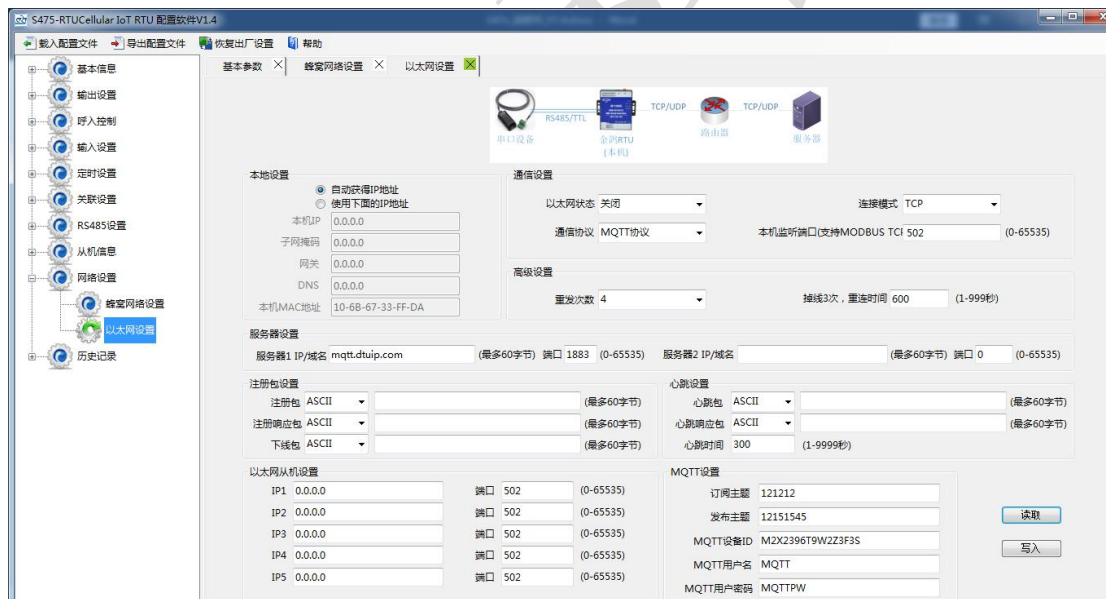 S475-RTUCellular IoT RTU 配置软件V1.4
载入配置文件 导出配置文件 恢复出厂设置 帮助
基本信息
输出设置
呼入控制
输入设置
定时设置
关联设置
RS485设置
从机信息
网络设置
蜂窝网络设置
以太网设置
历史记录
基本参数 蜂窝网络设置 以太网设置
RS485/TTL TCP/UDP TCP/UDP
串口设备 金鸽RTU 路由器 服务器
(本机)
本地设置
自动获得IP地址
使用下面的IP地址
本机IP 0.0.0.0
子网掩码 0.0.0.0
网关 0.0.0.0
DNS 0.0.0.0
本机MAC地址 10-6B-67-33-FF-DA
通信设置
以太网状态 关闭 连接模式 TCP
通信协议 MQTT协议 本机监听端口(支持MODBUS TCP 502 (0-65535)
高级设置
重发次数 4 掉线3次，重连时间 600 (1-999秒)
服务器设置
服务器1 IP/域名 mqtt.dtuip.com (最多60字节) 端口 1883 (0-65535) 服务器2 IP/域名 (最多60字节) 端口 0 (0-65535)
注册包设置
注册包 ASCII (最多60字节)
注册响应包 ASCII (最多60字节)
下线包 ASCII (最多60字节)
心跳设置
心跳包 ASCII (最多60字节)
心跳响应包 ASCII (最多60字节)
心跳时间 300 (1-9999秒)
以太网从机设置
IP1 0.0.0.0 端口 502 (0-65535)
IP2 0.0.0.0 端口 502 (0-65535)
IP3 0.0.0.0 端口 502 (0-65535)
IP4 0.0.0.0 端口 502 (0-65535)
IP5 0.0.0.0 端口 502 (0-65535)
MQTT设置
订阅主题 121212
发布主题 12151545
MQTT设备ID M2X2396T9W2Z3F3S
MQTT用户名 MQTT
MQTT用户密码 MQTTPW
读取
写入